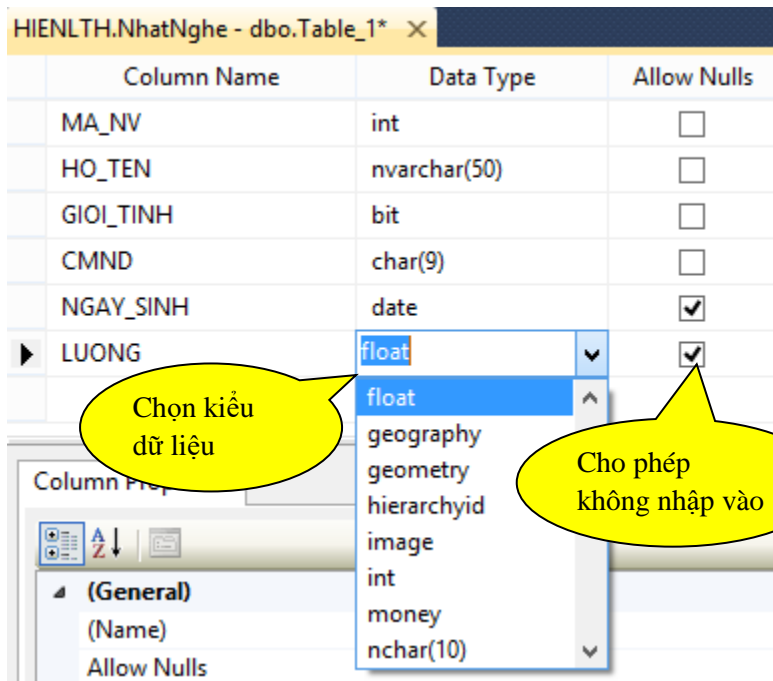 HIENLTH.NhatNghe - dbo.Table_1* ×
Column Name Data Type Allow Nulls
MA_NV int
HO_TEN nvarchar(50)
GIOI_TINH bit
CMND char(9)
NGAY_SINH date
LUONG float
Chọn kiểu
dữ liệu
float
geography
geometry
hierarchyid
image
int
money
nchar(10)
Cho phép
không nhập vào
Column
(General)
(Name)
Allow Nulls